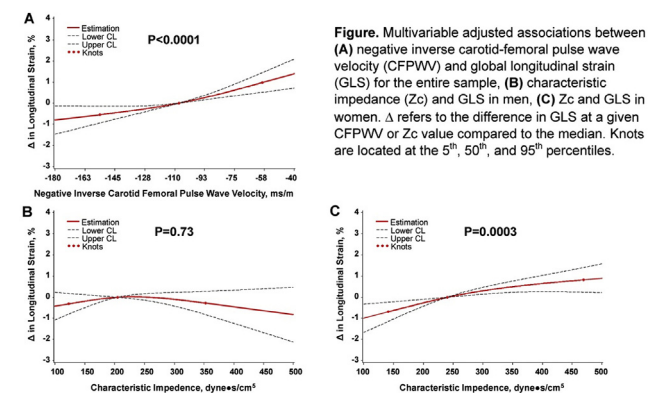 A
Estimation
Lower CL
Upper CL
Knots
P<0.0001
Δ in Longitudinal Strain, %
4
3
2
1
0
-1
-2
-3
-180 -163 -145 -128 -110 -93 -75 -58 -40
Negative Inverse Carotid Femoral Pulse Wave Velocity, ms/m
Figure. Multivariable adjusted associations between
(A) negative inverse carotid-femoral pulse wave
velocity (CFPWV) and global longitudinal strain
(GLS) for the entire sample, (B) characteristic
impedance (Zc) and GLS in men, (C) Zc and GLS in
women. Δ refers to the difference in GLS at a given
CFPWV or Zc value compared to the median. Knots
are located at the 5th, 50th, and 95th percentiles.
B
Estimation
Lower CL
Upper CL
Knots
P=0.73
Δ in Longitudinal Strain, %
4
3
2
1
0
-1
-2
-3
100 150 200 250 300 350 400 450 500
Characteristic Impedence, dyne•s/cm5
C
Estimation
Lower CL
Upper CL
Knots
P=0.0003
Δ in Longitudinal Strain, %
4
3
2
1
0
-1
-2
-3
100 150 200 250 300 350 400 450 500
Characteristic Impedence, dyne•s/cm5